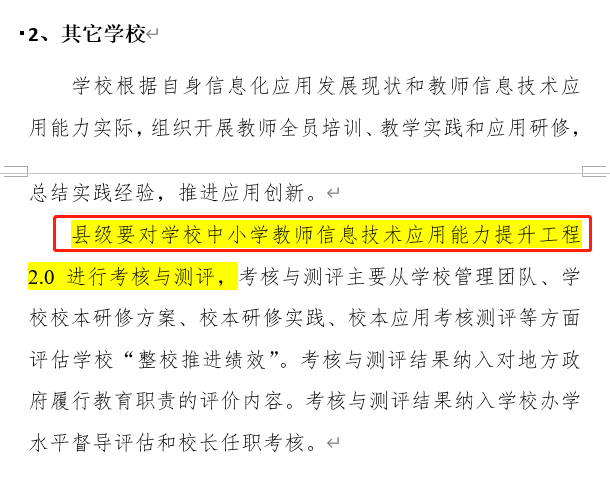 2、其它学校
学校根据自身信息化应用发展现状和教师信息技术应
用能力实际，组织开展教师全员培训、教学实践和应用研修，
总结实践经验，推进应用创新。
县级要对学校中小学教师信息技术应用能力提升工程
2.0 进行考核与测评，考核与测评主要从学校管理团队、学
校校本研修方案、校本研修实践、校本应用考核测评等方面
评估学校“整校推进绩效”。考核与测评结果纳入对地方政
府履行教育职责的评价内容。考核与测评结果纳入学校办学
水平督导评估和校长任职考核。